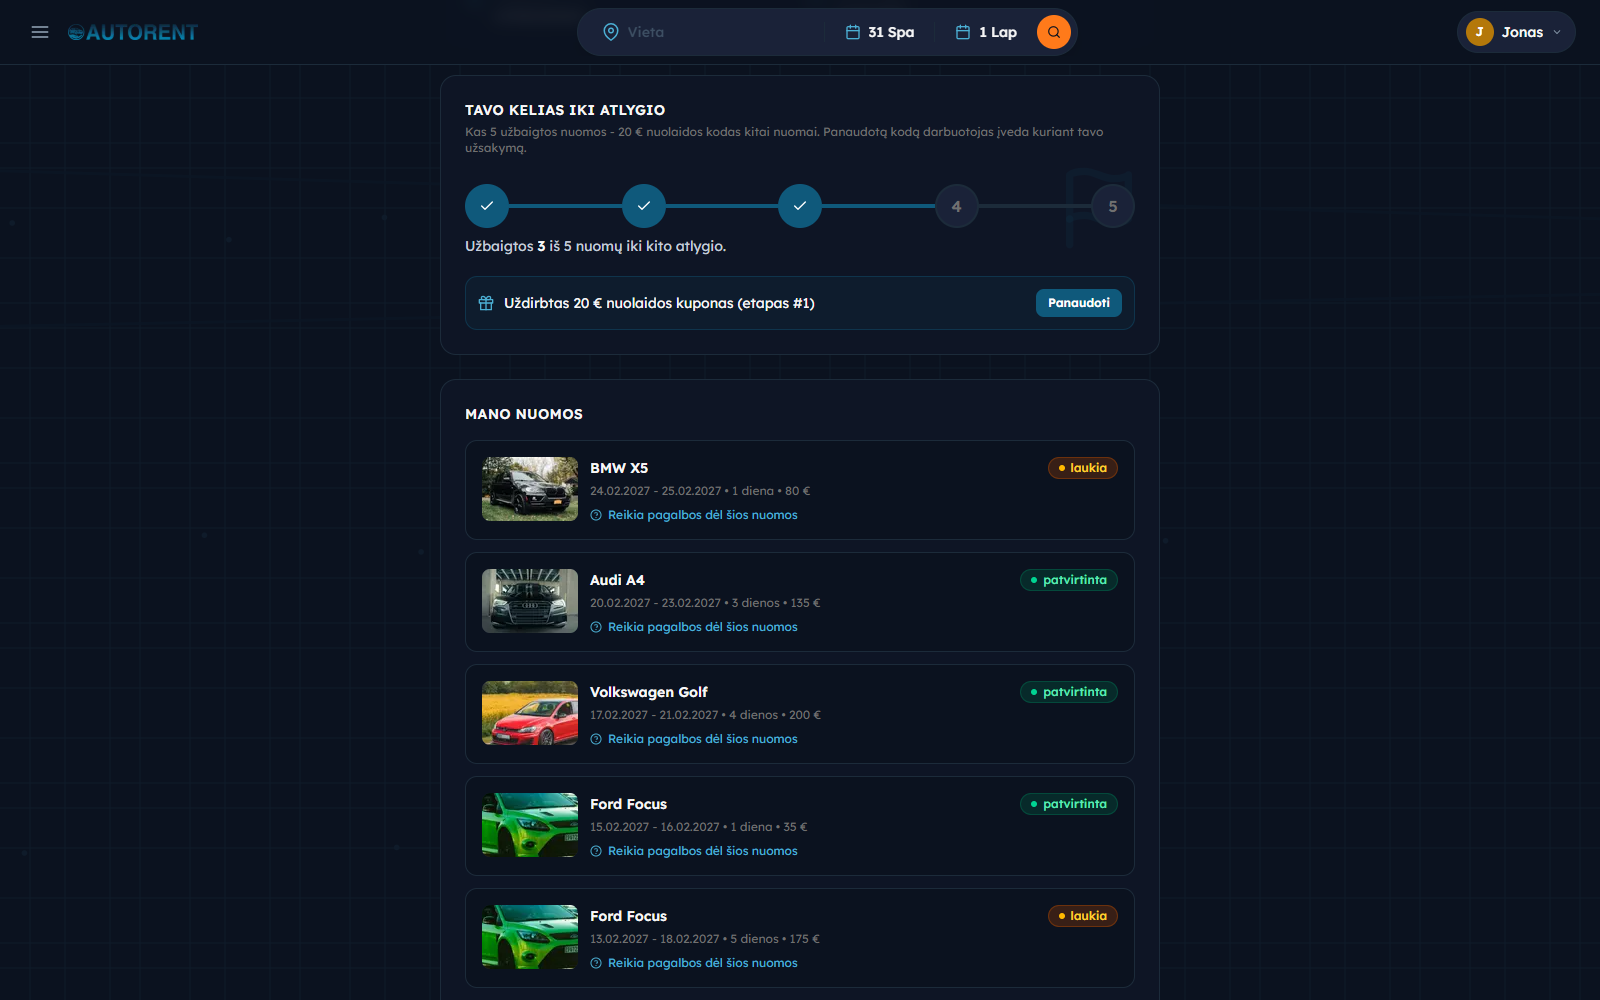 AUTORENT
Vieta
31 Spa
1 Lap
J
Jonas
TAVO KELIAS IKI ATLYGIO
Kas 5 užbaigtos nuomos - 20 € nuolaidos kodas kitai nuomai. Panaudotą kodą darbuotojas įveda kuriant tavo
užsakymą.
4
5
Užbaigtos 3 iš 5 nuomų iki kito atlygio.
Uždirbtas 20 € nuolaidos kuponas (etapas #1)
Panaudoti
MANO NUOMOS
BMW X5
laukia
24.02.2027 - 25.02.2027 • 1 diena • 80 €
Reikia pagalbos dėl šios nuomos
Audi A4
patvirtinta
20.02.2027 - 23.02.2027 • 3 dienos • 135 €
Reikia pagalbos dėl šios nuomos
Volkswagen Golf
patvirtinta
17.02.2027 - 21.02.2027 • 4 dienos • 200 €
Reikia pagalbos dėl šios nuomos
Ford Focus
patvirtinta
15.02.2027 - 16.02.2027 • 1 diena • 35 €
Reikia pagalbos dėl šios nuomos
Ford Focus
laukia
13.02.2027 - 18.02.2027 • 5 dienos • 175 €
Reikia pagalbos dėl šios nuomos